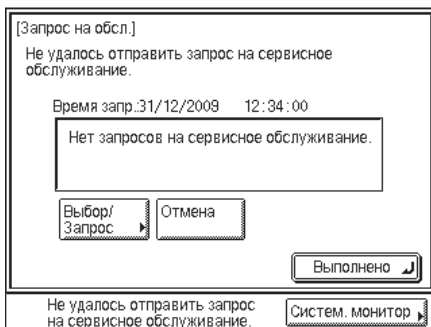 [Запрос на обсл.]
Не удалось отправить запрос на сервисное
обслуживание.
Время запр.:31/12/2009 12:34:00
Нет запросов на сервисное обслуживание.
Выбор/
Запрос
Отмена
Выполнено
Не удалось отправить запрос
на сервисное обслуживание.
Систем. монитор